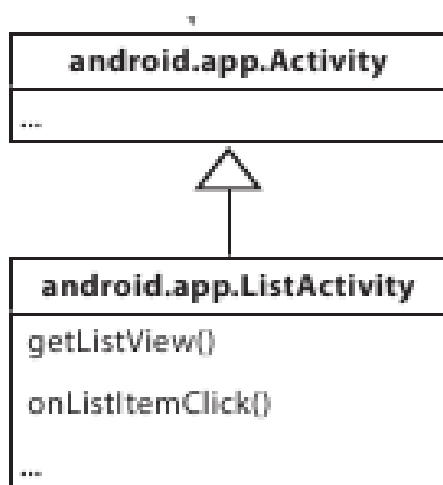 android.app.Activity
...
android.app.ListActivity
getListView()
onListItemClick()
...